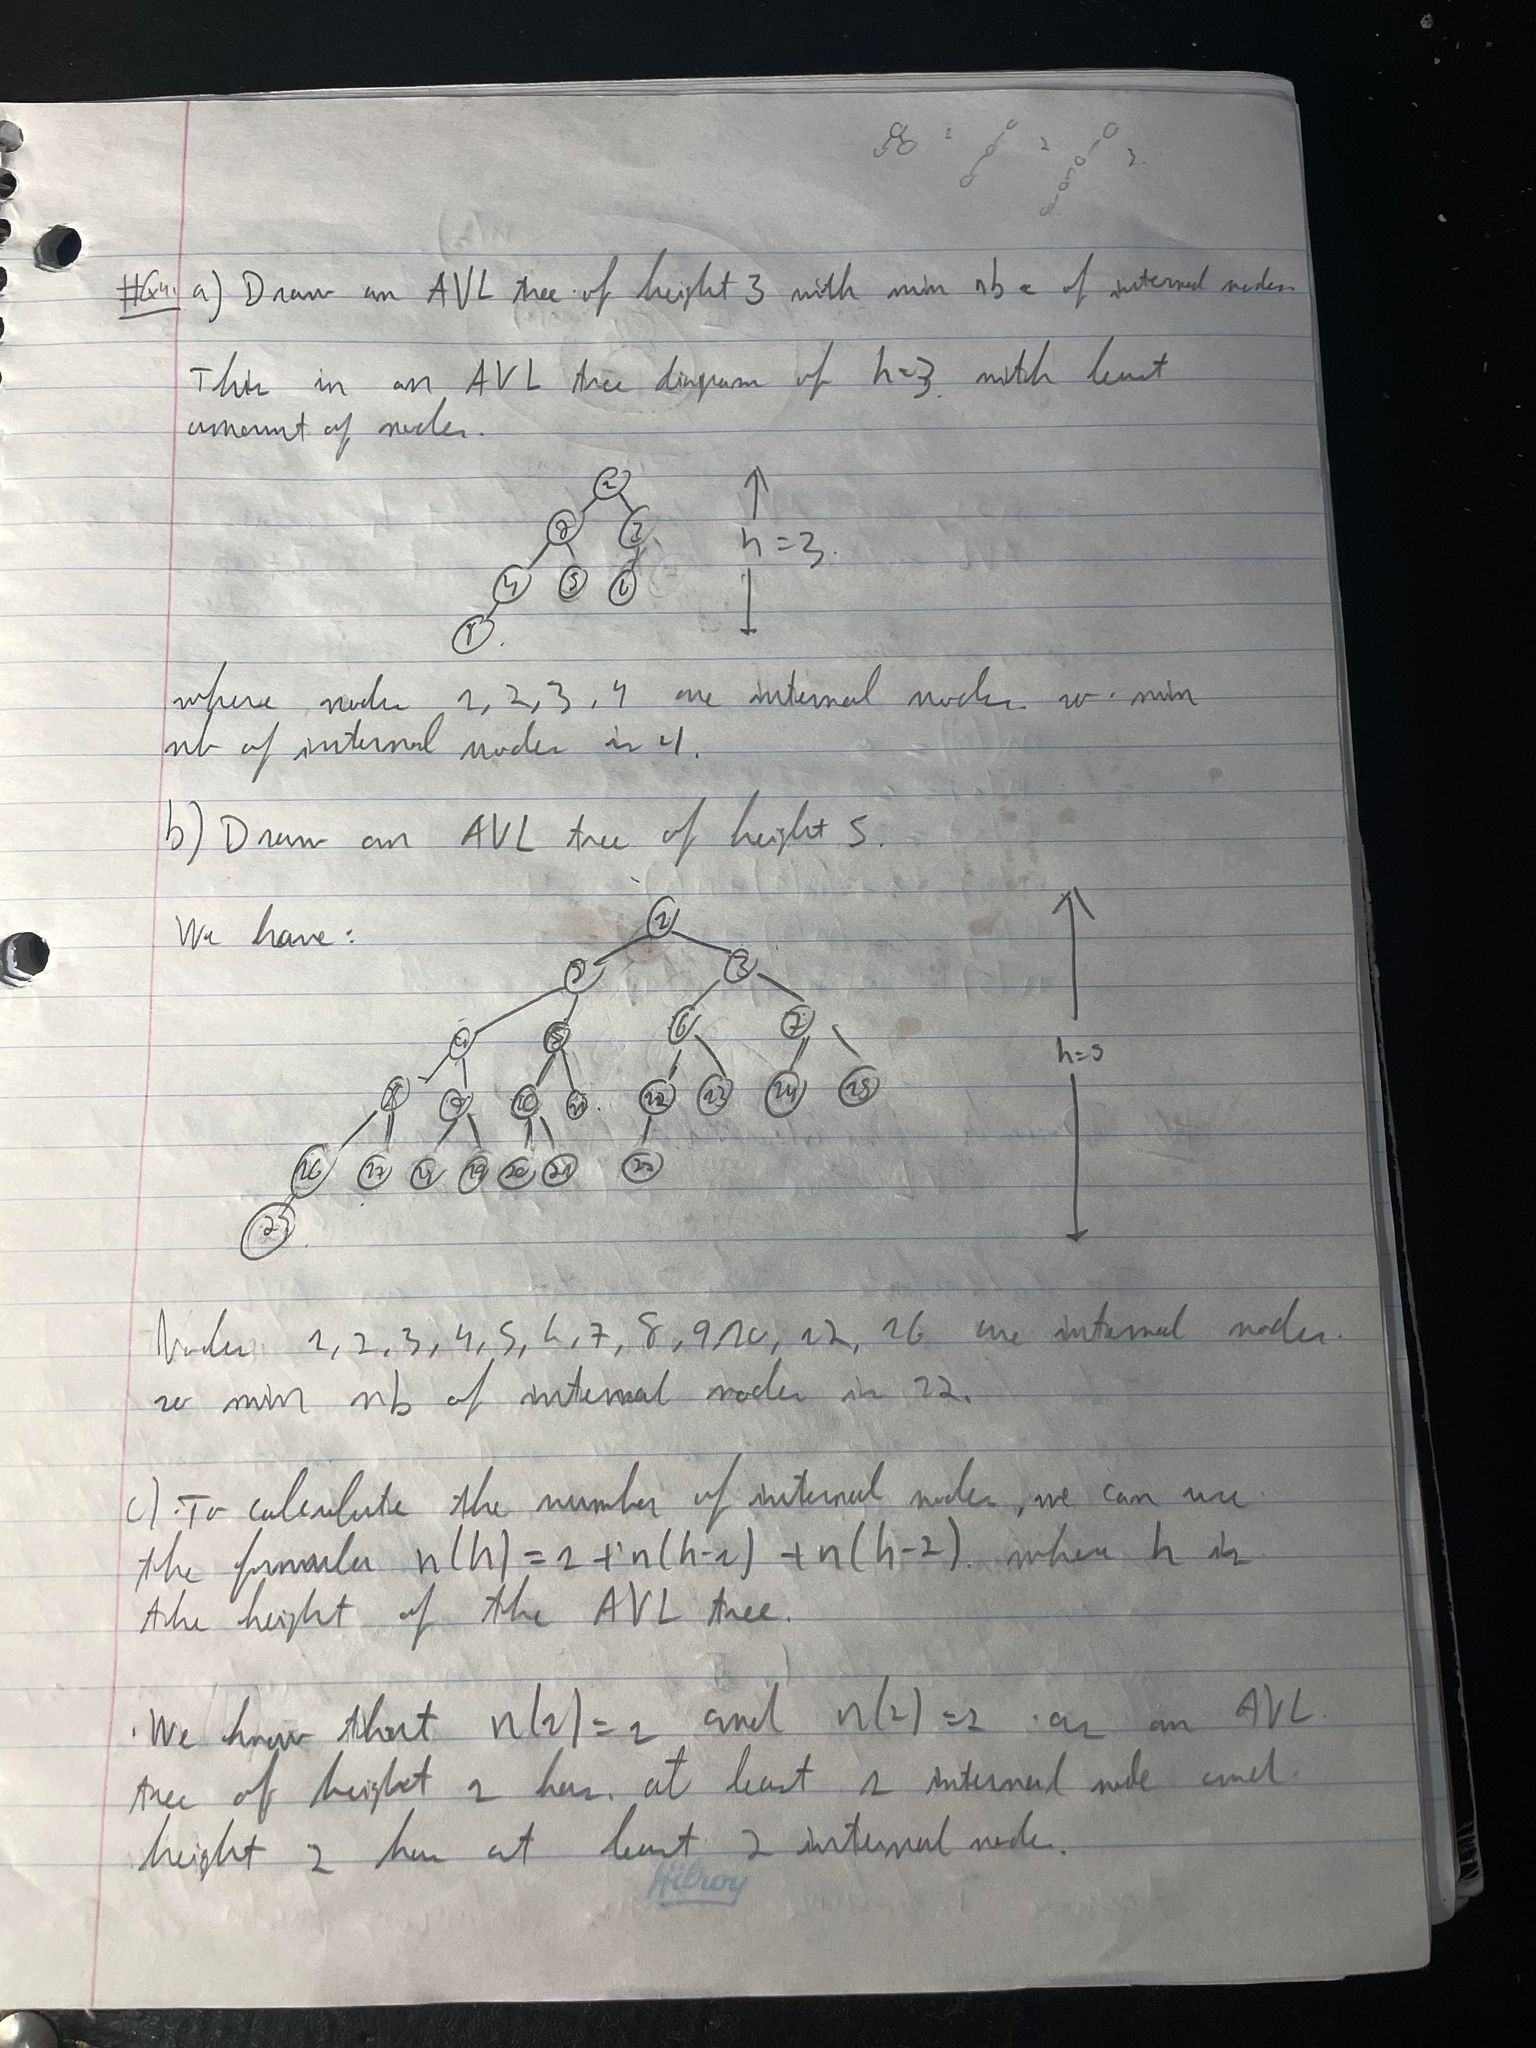 2 2 3.
#Q4. a) Draw an AVL tree of height 3 with min nb of internal nodes
This is an AVL tree diagram of h=3 with least
amount of nodes.
1
2 3
h = 3.
4 5 6
8
where nodes 1, 2, 3, 4 are internal nodes so min
nb of internal nodes is 4.
b) Draw an AVL tree of height 5.
We have:
1
2 3
4 5 6 7
h=5
8 9 10 11 12 13 14 15
16 17 18 19 20 21 22
23
Nodes 1, 2, 3, 4, 5, 6, 7, 8, 9, 10, 12, 16 are internal nodes.
so min nb of internal nodes is 12.
c) To calculate the number of internal nodes, we can use
the formula n(h) = 1 + n(h-1) + n(h-2). where h is
the height of the AVL tree.
. We know that n(1) = 1 and n(2) = 2 as an AVL
tree of height 1 has at least 1 internal node and
height 2 has at least 2 internal nodes.
Hilroy